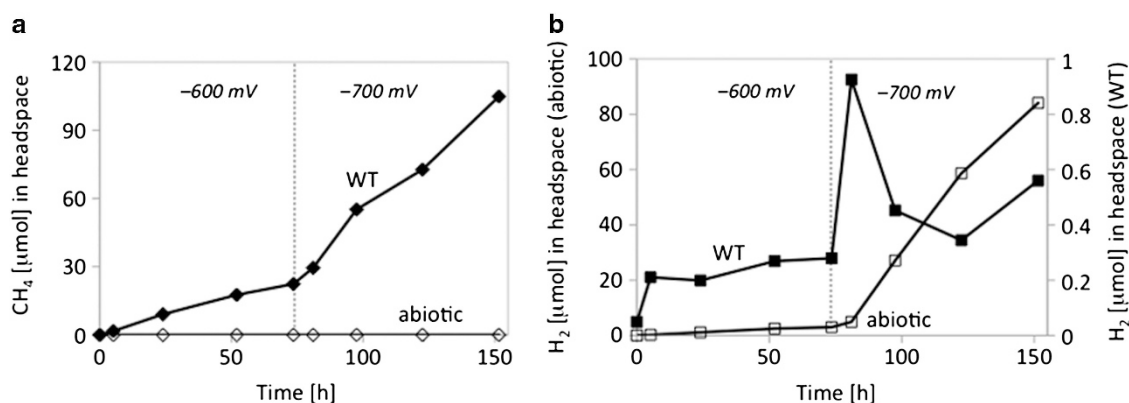 a
CH₄ [µmol] in headspace
120
90
60
30
0
−600 mV
−700 mV
WT
abiotic
0
50
100
150
Time [h]
b
H₂ [µmol] in headspace (abiotic)
100
80
60
40
20
0
−600 mV
−700 mV
WT
abiotic
1
0.8
0.6
0.4
0.2
0
H₂ [µmol] in headspace (WT)
0
50
100
150
Time [h]